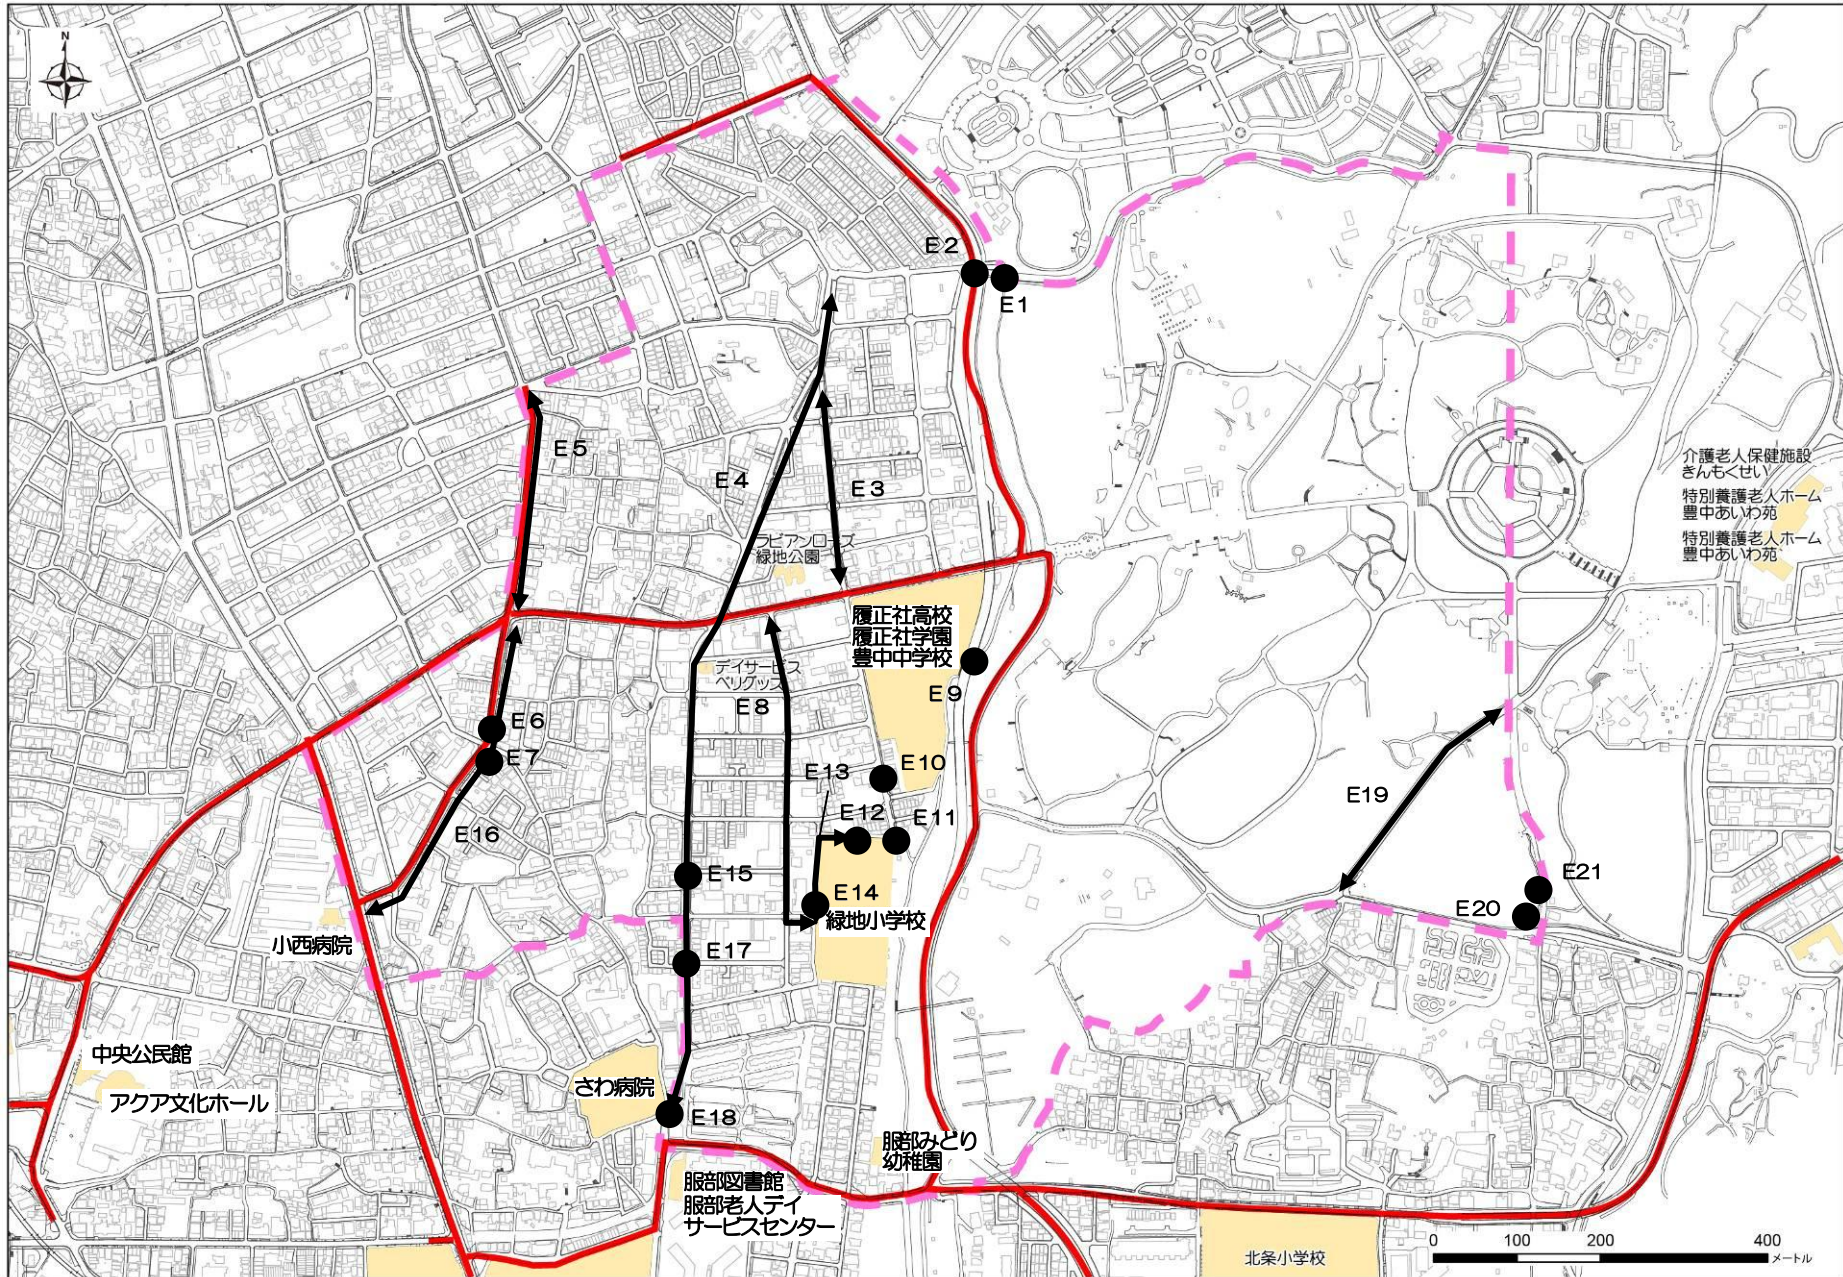 N
E2
E1
E5
E4
E3
介護老人保健施設
きんもくせい
特別養護老人ホーム
豊中あいわ苑
特別養護老人ホーム
豊中あいわ苑
ラビアンローズ
緑地公園
履正社高校
履正社学園
豊中中学校
デイサービス
ベリグッズ
E9
E8
E6
E7
E13
E10
E19
E12
E11
E16
E15
E14
E21
緑地小学校
E20
小西病院
E17
中央公民館
さわ病院
アクア文化ホール
E18
服部みどり
幼稚園
服部図書館
服部老人デイ
サービスセンター
0 100 200 400
メートル
北条小学校